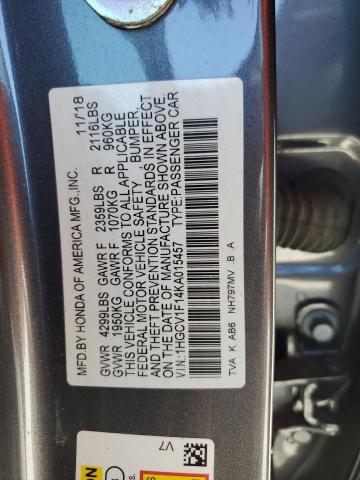 MFD BY HONDA OF AMERICA MFG.,INC. 11/18
GVWR 4299LBS GAWR F 2359LBS R 2116LBS
GVWR 1950KG GAWR F 1070KG R 960KG
THIS VEHICLE CONFORMS TO ALL APPLICABLE
FEDERAL MOTOR VEHICLE SAFETY, BUMPER,
AND THEFT PREVENTION STANDARDS IN EFFECT
ON THE DATE OF MANUFACTURE SHOWN ABOVE.
V.I.N.:1HGCV1F14KA015457 TYPE:PASSENGER CAR
TVA K AB6 NH797MV B A
V7